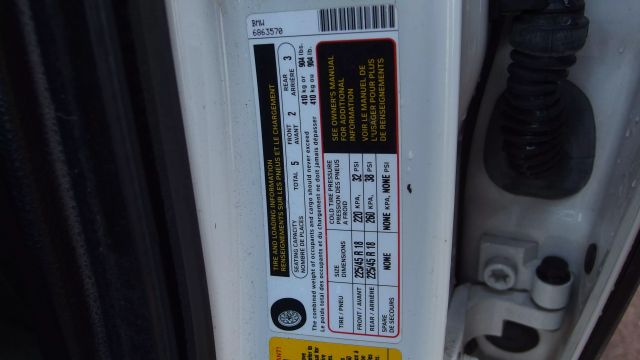 TIRE AND LOADING INFORMATION
RENSEIGNEMENTS SUR LES PNEUS ET LE CHARGEMENT
BMW
6863570
SEATING CAPACITY
NOMBRE DE PLACES
TOTAL 5
FRONT
AVANT 2
REAR
ARRIÈRE 3
The combined weight of occupants and cargo should never exceed 410 kg or 904 lbs.
Le poids total des occupants et du chargement ne doit jamais dépasser 410 kg ou 904 lb.
TIRE / PNEU
SIZE
DIMENSIONS
COLD TIRE PRESSURE
PRESSION DES PNEUS
A FROID
FRONT / AVANT 225/45 R 18 220 KPA, 32 PSI
REAR / ARRIÈRE 225/45 R 18 260 KPA, 38 PSI
SPARE
DE SECOURS NONE NONE KPA, NONE PSI
SEE OWNER'S MANUAL
FOR ADDITIONAL
INFORMATION
VOIR LE MANUEL DE
L'USAGER POUR PLUS
DE RENSEIGNEMENTS